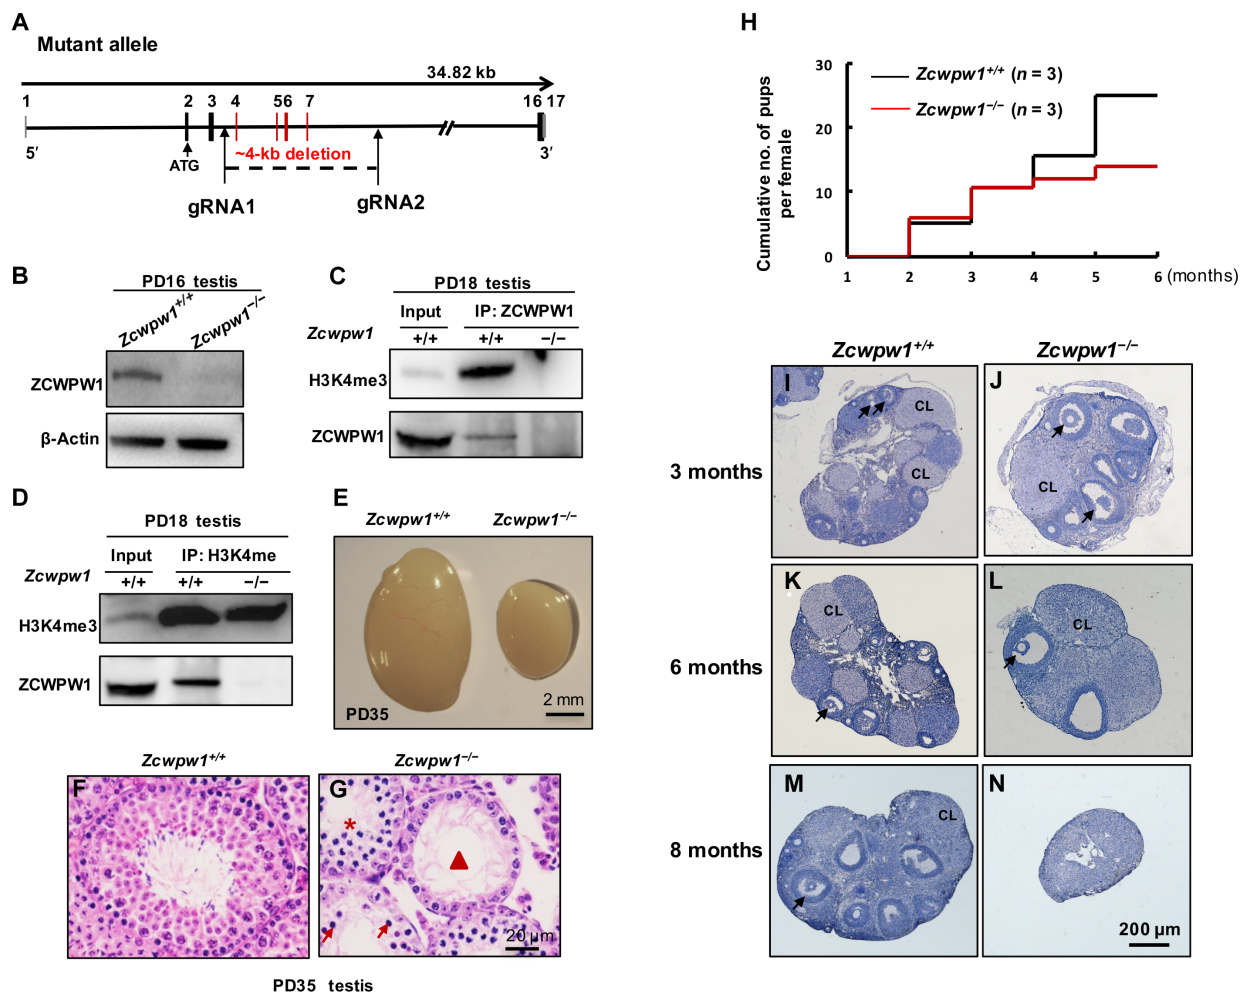 A
Mutant allele
34.82 kb
1 2 3 4 5 6 7 16 17
5′ ATG ~4-kb deletion 3′
gRNA1 gRNA2
B
PD16 testis
Zcwpw1+/+ Zcwpw1−/−
ZCWPW1
β-Actin
C
PD18 testis
Input IP: ZCWPW1
Zcwpw1 +/+ +/+ −/−
H3K4me3
ZCWPW1
D
PD18 testis
Input IP: H3K4me
Zcwpw1 +/+ +/+ −/−
H3K4me3
ZCWPW1
E
Zcwpw1+/+ Zcwpw1−/−
PD35
2 mm
Zcwpw1+/+ Zcwpw1−/−
F G
*
20 µm
PD35 testis
H
Cumulative no. of pups
per female
30
20
10
0
Zcwpw1+/+ (n = 3)
Zcwpw1−/− (n = 3)
1 2 3 4 5 6 (months)
Zcwpw1+/+ Zcwpw1−/−
3 months
I CL CL
J CL
6 months
K CL
L CL
8 months
M CL
N
200 µm